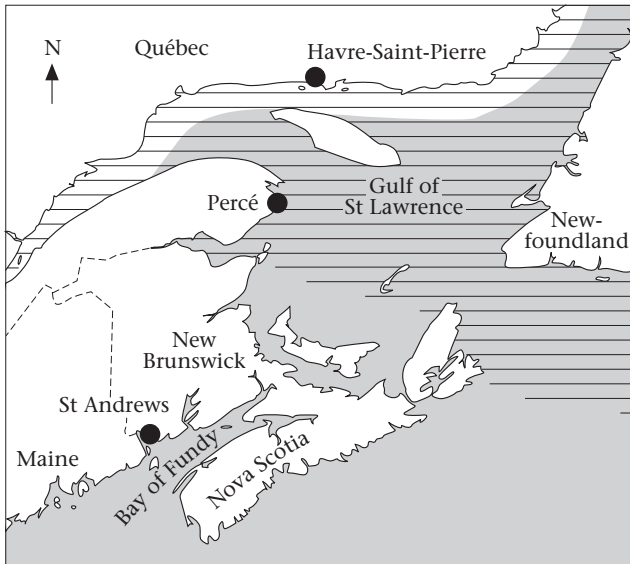 N
Québec
Havre-Saint-Pierre
Percé
Gulf of
St Lawrence
New-
foundland
New
Brunswick
St Andrews
Maine
Bay of Fundy
Nova Scotia